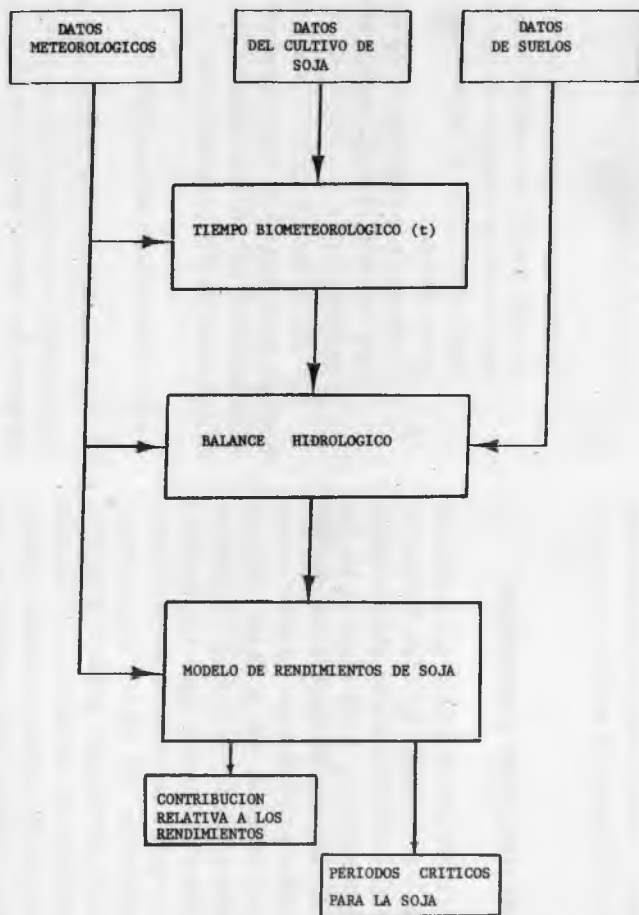 DATOS
METEOROLOGICOS
DATOS
DEL CULTIVO DE
SOJA
DATOS
DE SUELOS
TIEMPO BIOMETEOROLOGICO (t)
BALANCE HIDROLOGICO
MODELO DE RENDIMIENTOS DE SOJA
CONTRIBUCION
RELATIVA A LOS
RENDIMIENTOS
PERIODOS CRITICOS
PARA LA SOJA